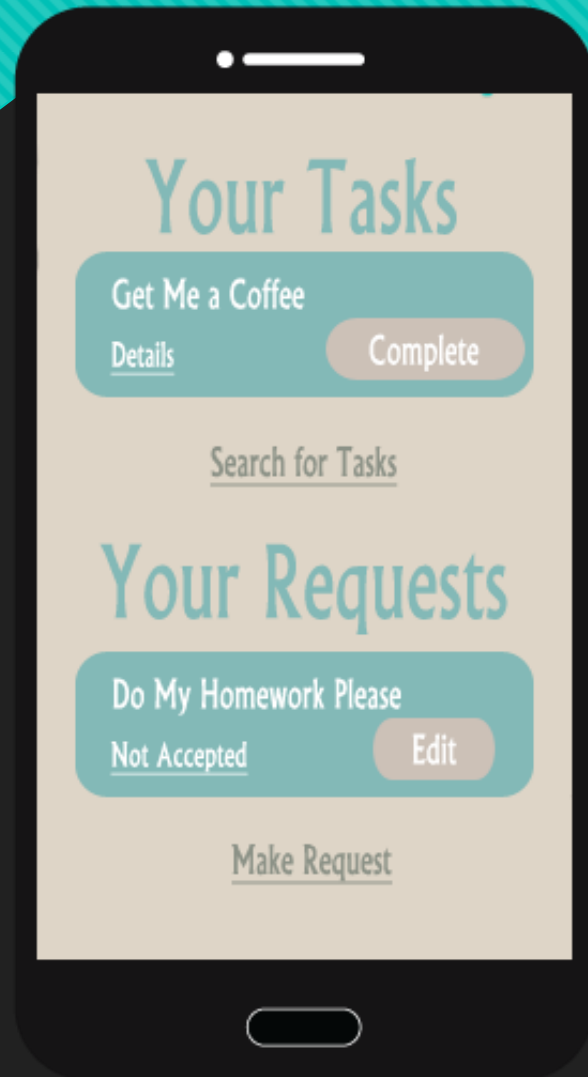 Your Tasks
Get Me a Coffee
Details
Complete
Search for Tasks
Your Requests
Do My Homework Please
Not Accepted
Edit
Make Request